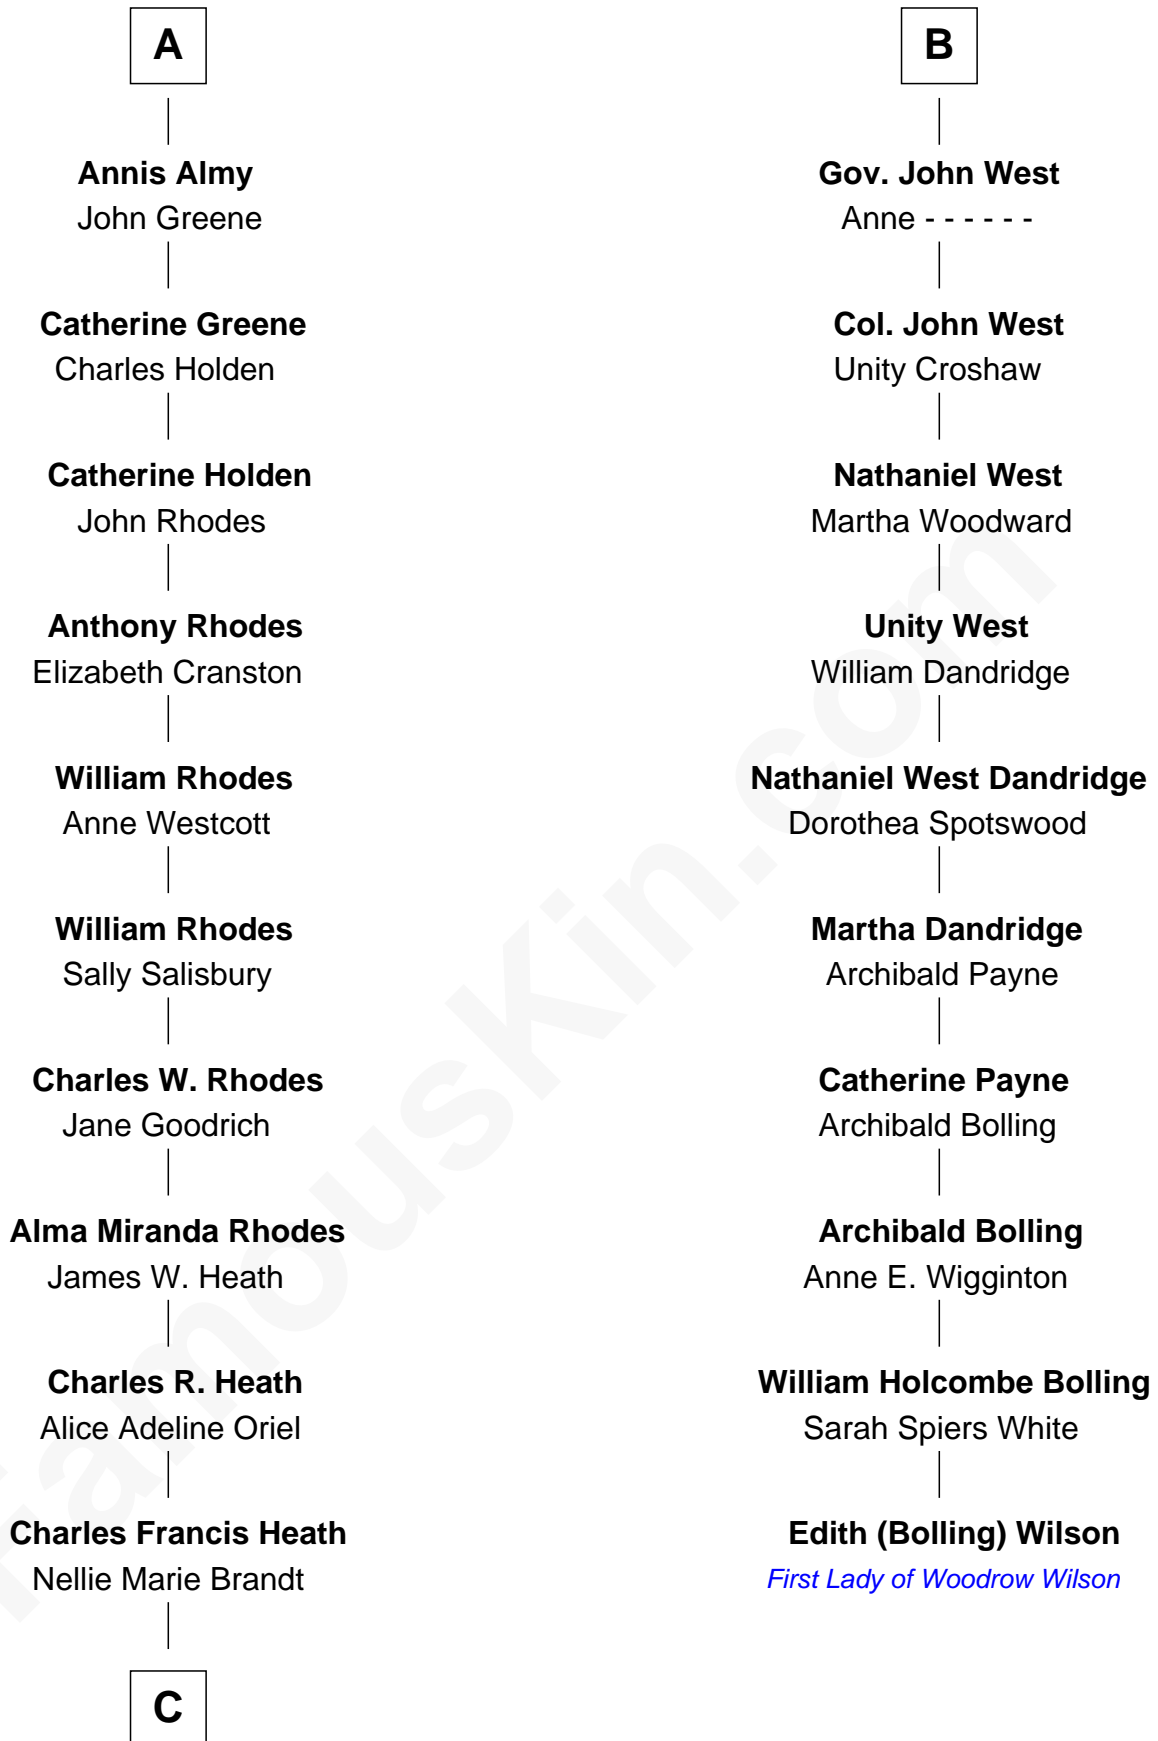 A
Annis Almy
John Greene
Catherine Greene
Charles Holden
Catherine Holden
John Rhodes
Anthony Rhodes
Elizabeth Cranston
William Rhodes
Anne Westcott
William Rhodes
Sally Salisbury
Charles W. Rhodes
Jane Goodrich
Alma Miranda Rhodes
James W. Heath
Charles R. Heath
Alice Adeline Oriel
Charles Francis Heath
Nellie Marie Brandt
C
B
Gov. John West
Anne - - - - - -
Col. John West
Unity Croshaw
Nathaniel West
Martha Woodward
Unity West
William Dandridge
Nathaniel West Dandridge
Dorothea Spotswood
Martha Dandridge
Archibald Payne
Catherine Payne
Archibald Bolling
Archibald Bolling
Anne E. Wigginton
William Holcombe Bolling
Sarah Spiers White
Edith (Bolling) Wilson
First Lady of Woodrow Wilson
FamousKin.com